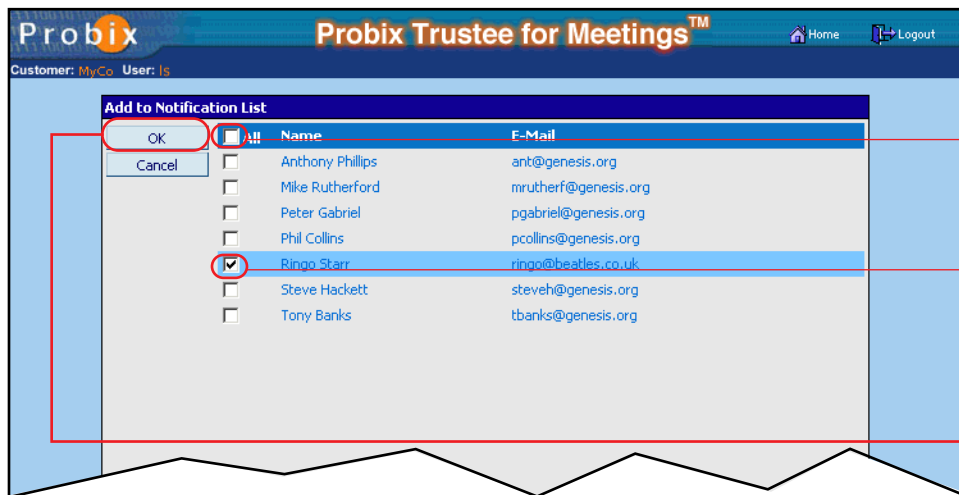 Probix
Probix Trustee for Meetings™
Home
Logout
Customer: MyCo User: ls
Add to Notification List
OK
Cancel
All Name E-Mail
Anthony Phillips ant@genesis.org
Mike Rutherford mrutherf@genesis.org
Peter Gabriel pgabriel@genesis.org
Phil Collins pcollins@genesis.org
Ringo Starr ringo@beatles.co.uk
Steve Hackett steveh@genesis.org
Tony Banks tbanks@genesis.org